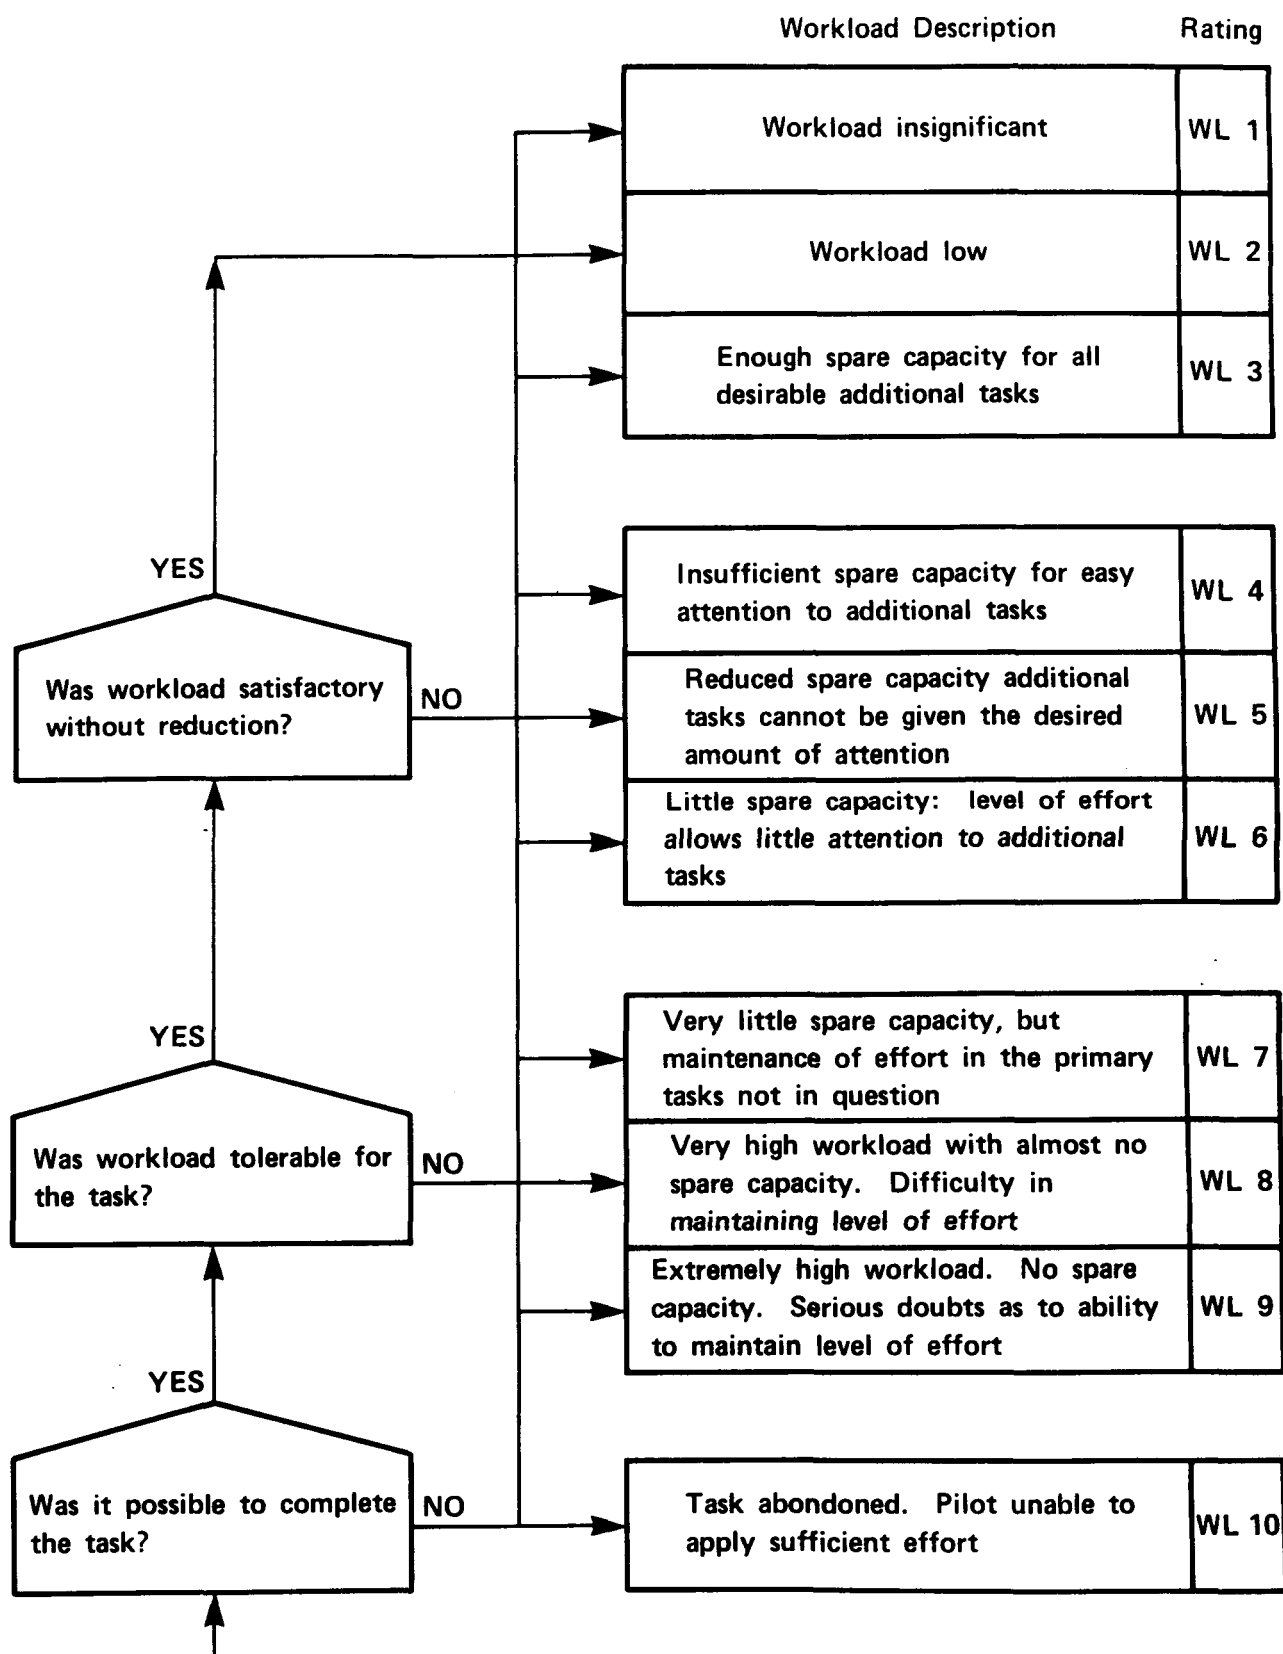 Workload Description Rating
Workload insignificant WL 1
Workload low WL 2
Enough spare capacity for all
desirable additional tasks
WL 3
YES
Insufficient spare capacity for easy
attention to additional tasks
WL 4
Was workload satisfactory
without reduction?
NO
Reduced spare capacity additional
tasks cannot be given the desired
amount of attention
WL 5
Little spare capacity: level of effort
allows little attention to additional
tasks
WL 6
YES
Very little spare capacity, but
maintenance of effort in the primary
tasks not in question
WL 7
Was workload tolerable for
the task?
NO
Very high workload with almost no
spare capacity. Difficulty in
maintaining level of effort
WL 8
Extremely high workload. No spare
capacity. Serious doubts as to ability
to maintain level of effort
WL 9
YES
Was it possible to complete
the task?
NO
Task abondoned. Pilot unable to
apply sufficient effort
WL 10